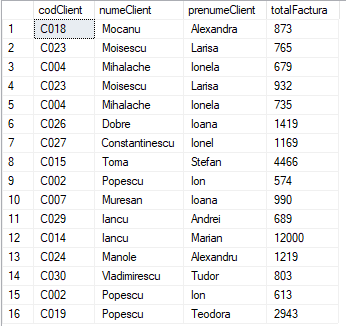 codClient numeClient prenumeClient totalFactura
1 C018 Mocanu Alexandra 873
2 C023 Moisescu Larisa 765
3 C004 Mihalache Ionela 679
4 C023 Moisescu Larisa 932
5 C004 Mihalache Ionela 735
6 C026 Dobre Ioana 1419
7 C027 Constantinescu Ionel 1169
8 C015 Toma Stefan 4466
9 C002 Popescu Ion 574
10 C007 Muresan Ioana 990
11 C029 Iancu Andrei 689
12 C014 Iancu Marian 12000
13 C024 Manole Alexandru 1219
14 C030 Vladimirescu Tudor 803
15 C002 Popescu Ion 613
16 C019 Popescu Teodora 2943